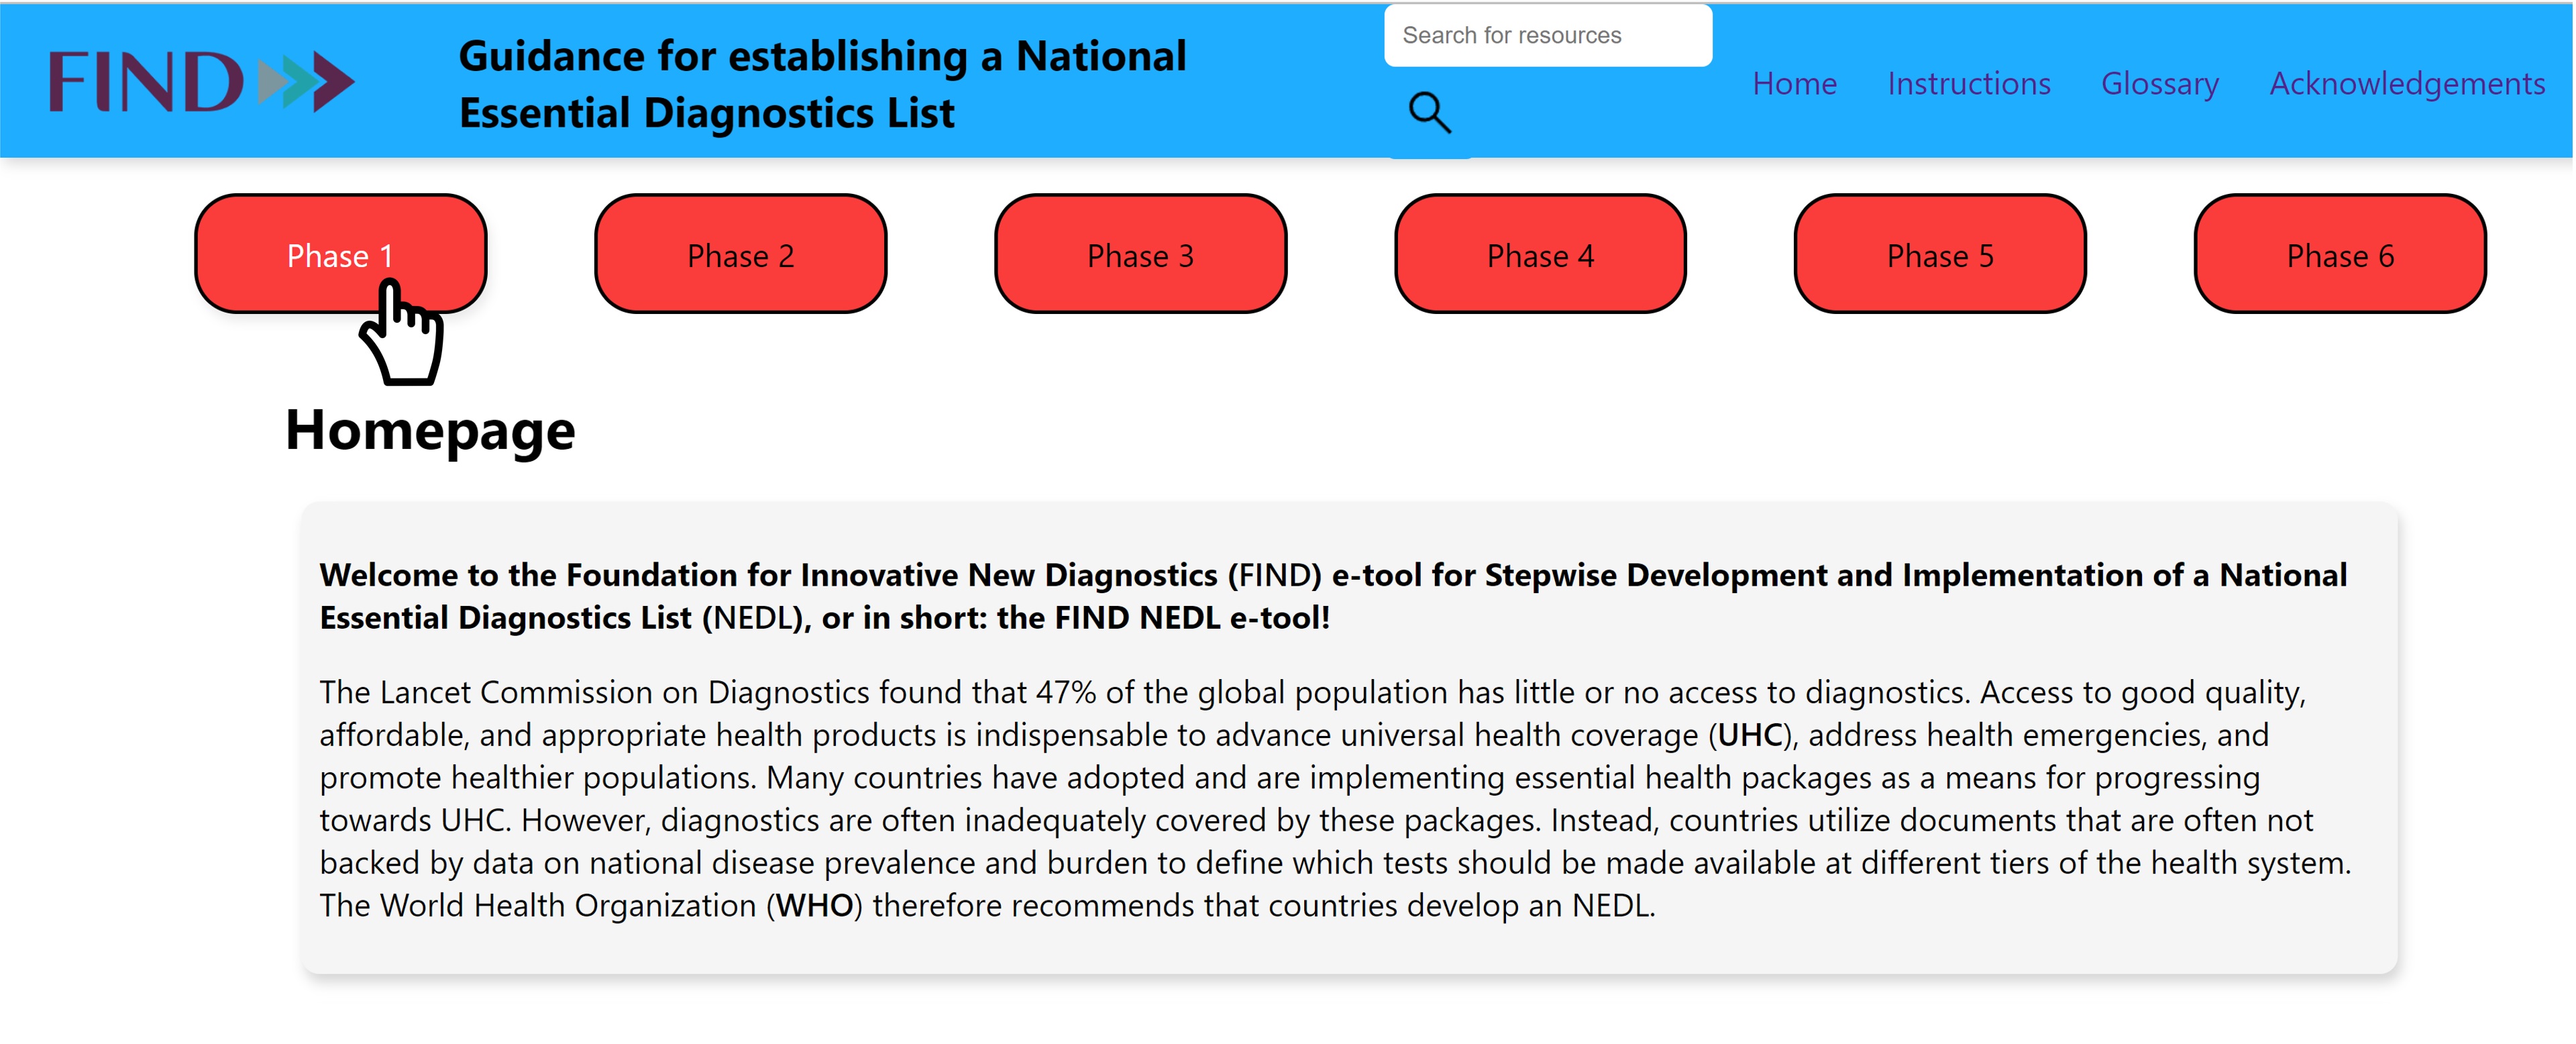 FIND
Guidance for establishing a National
Essential Diagnostics List
Search for resources
Home Instructions Glossary Acknowledgements
Phase 1 Phase 2 Phase 3 Phase 4 Phase 5 Phase 6
Homepage
Welcome to the Foundation for Innovative New Diagnostics (FIND) e-tool for Stepwise Development and Implementation of a National
Essential Diagnostics List (NEDL), or in short: the FIND NEDL e-tool!
The Lancet Commission on Diagnostics found that 47% of the global population has little or no access to diagnostics. Access to good quality,
affordable, and appropriate health products is indispensable to advance universal health coverage (UHC), address health emergencies, and
promote healthier populations. Many countries have adopted and are implementing essential health packages as a means for progressing
towards UHC. However, diagnostics are often inadequately covered by these packages. Instead, countries utilize documents that are often not
backed by data on national disease prevalence and burden to define which tests should be made available at different tiers of the health system.
The World Health Organization (WHO) therefore recommends that countries develop an NEDL.